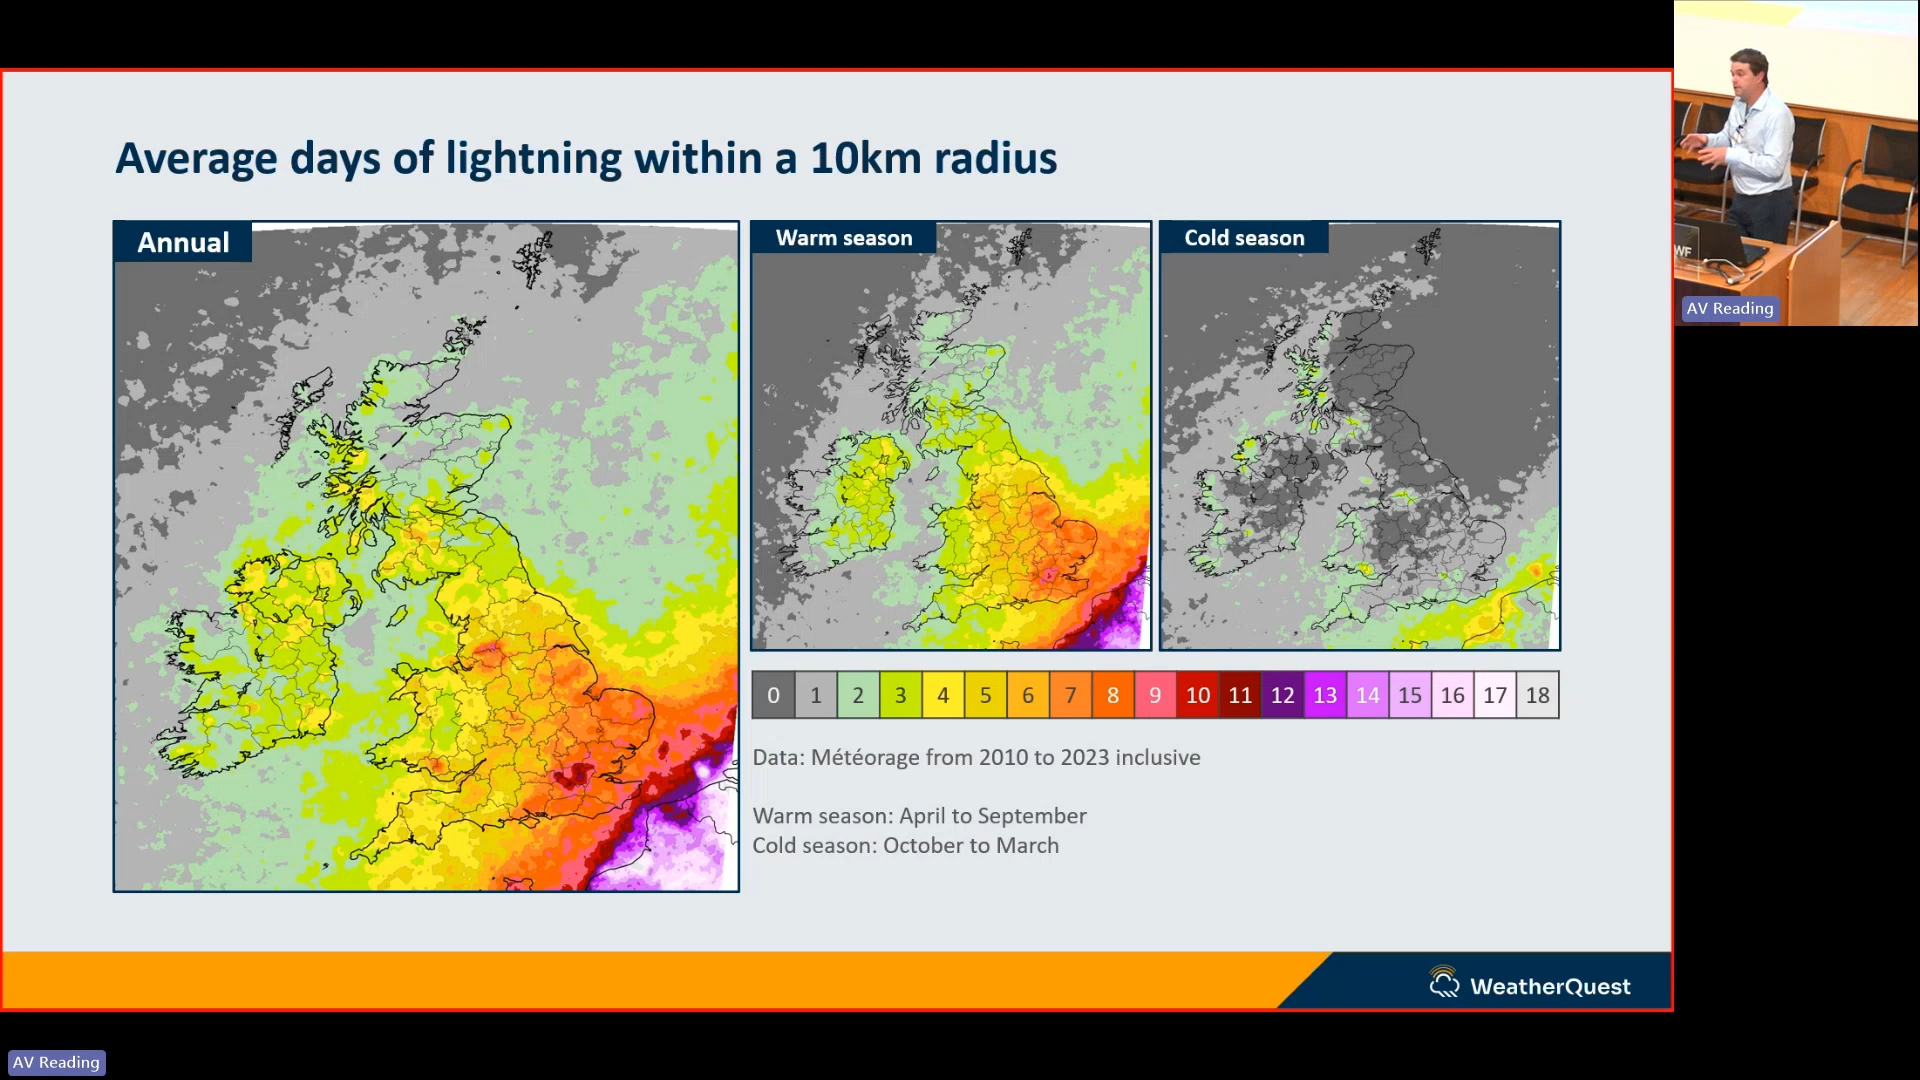 Average days of lightning within a 10km radius
Annual
Warm season
Cold season
0 1 2 3 4 5 6 7 8 9 10 11 12 13 14 15 16 17 18
Data: Météorage from 2010 to 2023 inclusive
Warm season: April to September
Cold season: October to March
WeatherQuest
WF
AV Reading
AV Reading